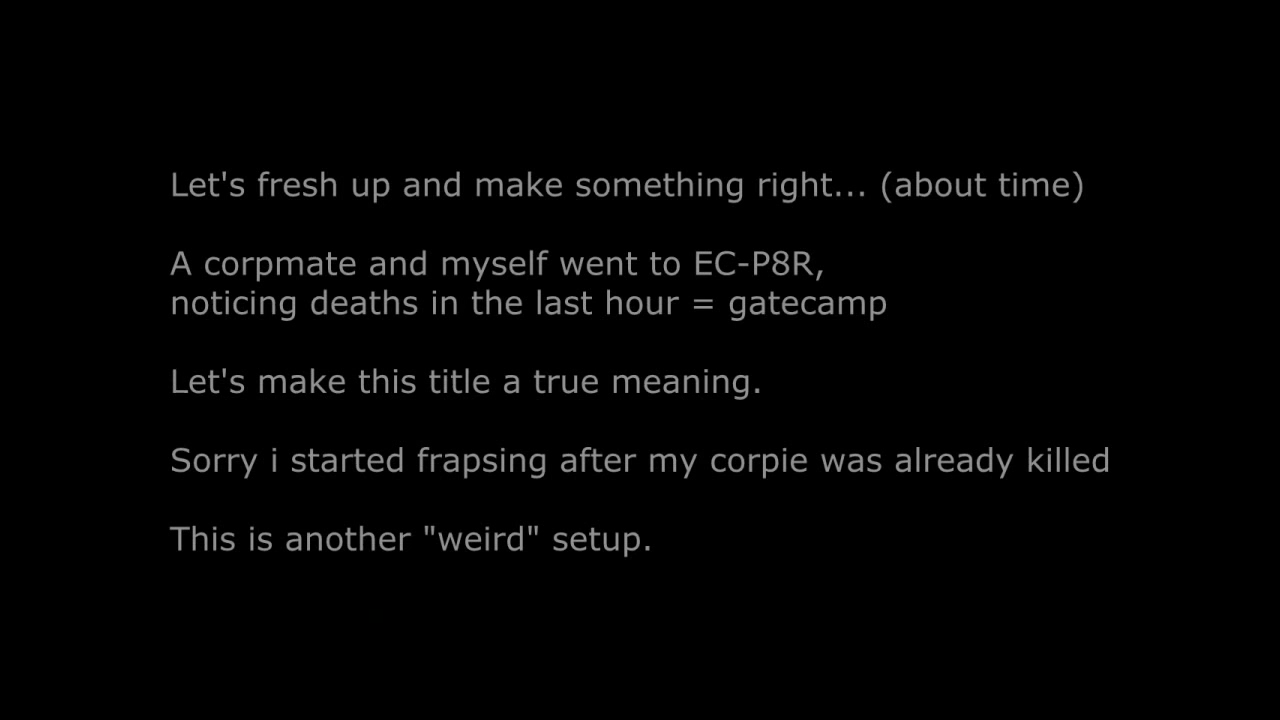 Let's fresh up and make something right... (about time)
A corpmate and myself went to EC-P8R,
noticing deaths in the last hour = gatecamp
Let's make this title a true meaning.
Sorry i started frapsing after my corpie was already killed
This is another "weird" setup.